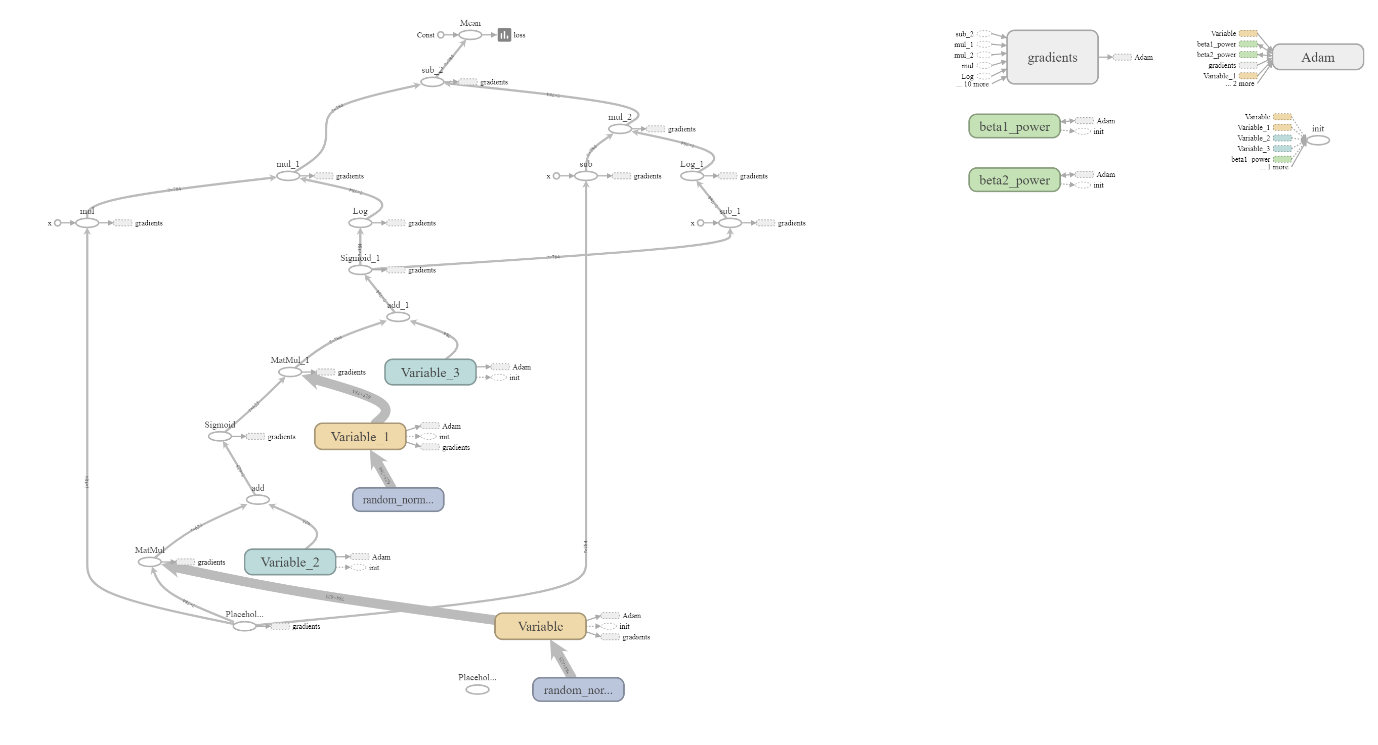 Mean
Const
loss
sub_2
gradients
mul_2
gradients
mul_1
gradients
x
sub
gradients
Log_1
gradients
x
mul
gradients
Log
gradients
x
sub_1
gradients
Sigmoid_1
gradients
add_1
MatMul_1
gradients
Variable_3
Adam
init
Sigmoid
gradients
Variable_1
Adam
init
gradients
add
random_norm...
MatMul
gradients
Variable_2
Adam
init
Placehol...
gradients
Variable
Adam
init
gradients
Placehol...
random_nor...
sub_2
mul_1
mul_2
mul
Log
... 10 more
gradients
Adam
Variable
beta1_power
beta2_power
gradients
Variable_1
... 2 more
Adam
beta1_power
Adam
init
Variable
Variable_1
Variable_2
Variable_3
beta1_power
... 1 more
init
beta2_power
Adam
init